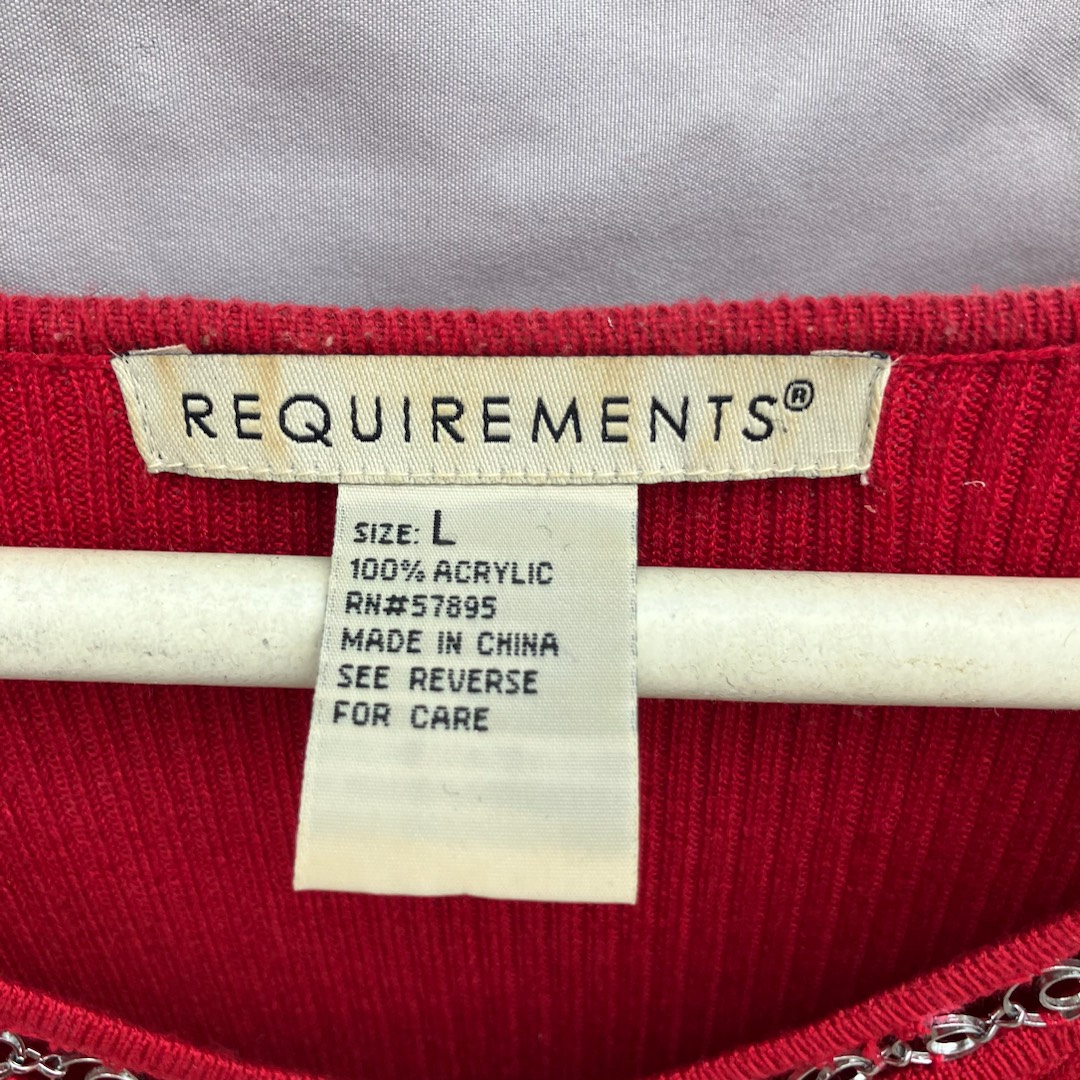 REQUIREMENTS®
SIZE: L
100% ACRYLIC
RN#57895
MADE IN CHINA
SEE REVERSE
FOR CARE